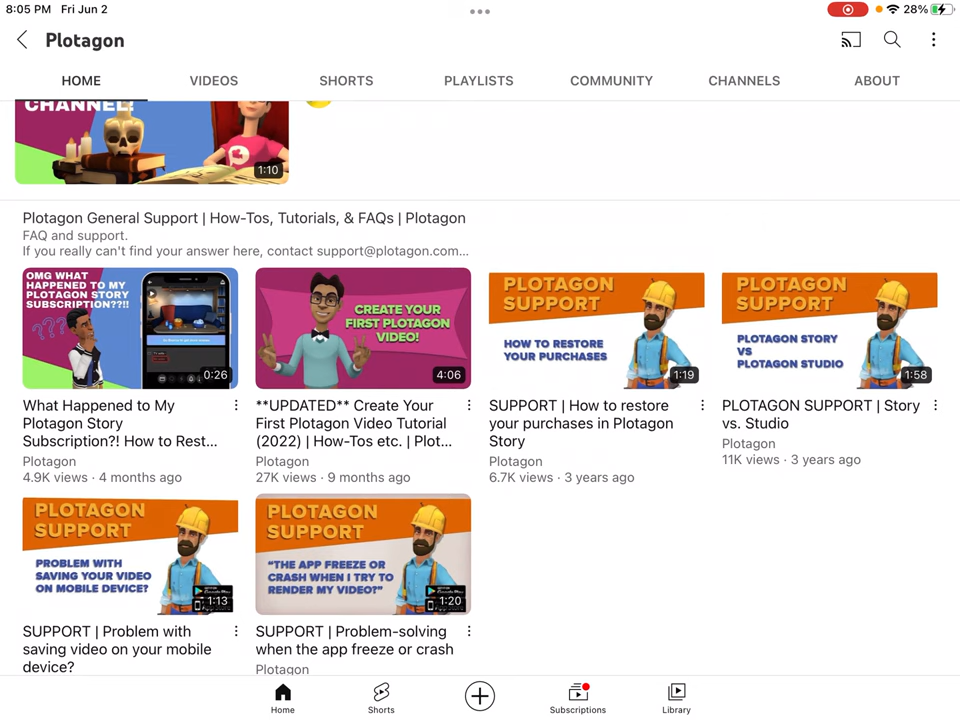 8:05 PM Fri Jun 2
28%
Plotagon
HOME
VIDEOS
SHORTS
PLAYLISTS
COMMUNITY
CHANNELS
ABOUT
CHANNEL!
1:10
Plotagon General Support | How-Tos, Tutorials, & FAQs | Plotagon
FAQ and support.
If you really can't find your answer here, contact support@plotagon.com...
OMG WHAT
HAPPENED TO MY
PLOTAGON STORY
SUBSCRIPTION??!!
???
0:26
What Happened to My
Plotagon Story
Subscription?! How to Rest...
Plotagon
4.9K views · 4 months ago
CREATE YOUR
FIRST PLOTAGON
VIDEO!
4:06
**UPDATED** Create Your
First Plotagon Video Tutorial
(2022) | How-Tos etc. | Plot...
Plotagon
27K views · 9 months ago
PLOTAGON
SUPPORT
HOW TO RESTORE
YOUR PURCHASES
1:19
SUPPORT | How to restore
your purchases in Plotagon
Story
Plotagon
6.7K views · 3 years ago
PLOTAGON
SUPPORT
PLOTAGON STORY
VS
PLOTAGON STUDIO
1:58
PLOTAGON SUPPORT | Story
vs. Studio
Plotagon
11K views · 3 years ago
PLOTAGON
SUPPORT
PROBLEM WITH
SAVING YOUR VIDEO
ON MOBILE DEVICE?
1:13
SUPPORT | Problem with
saving video on your mobile
device?
PLOTAGON
SUPPORT
"THE APP FREEZE OR
CRASH WHEN I TRY TO
RENDER MY VIDEO?"
1:20
SUPPORT | Problem-solving
when the app freeze or crash
Plotagon
Home
Shorts
Subscriptions
Library